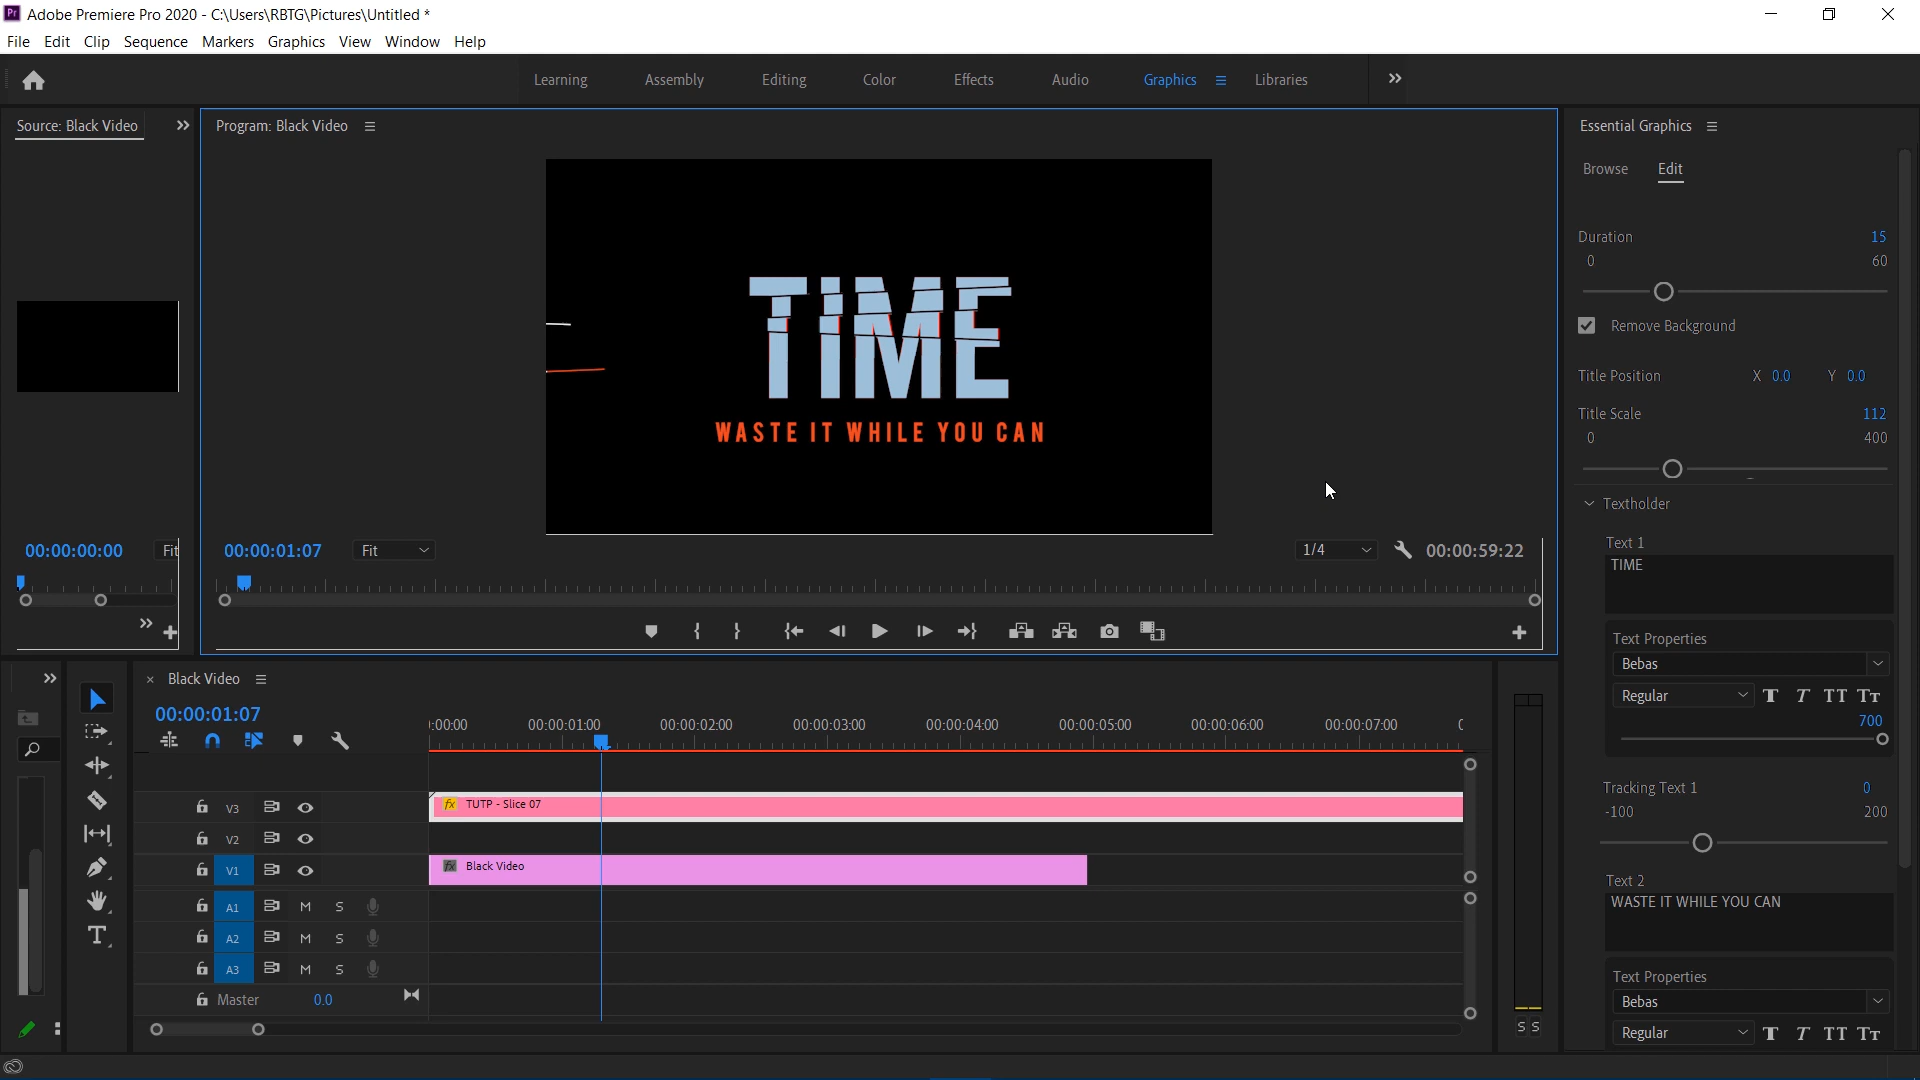 Pr Adobe Premiere Pro 2020 - C:\Users\RBTG\Pictures\Untitled *
File Edit Clip Sequence Markers Graphics View Window Help
Learning Assembly Editing Color Effects Audio Graphics Libraries
Source: Black Video
Program: Black Video
TIME
WASTE IT WHILE YOU CAN
00:00:00:00 Fit
00:00:01:07 Fit 1/4 00:00:59:22
Essential Graphics
Browse Edit
Duration 15
0 60
Remove Background
Title Position X 0.0 Y 0.0
Title Scale 112
0 400
Textholder
Text 1
TIME
Text Properties
Bebas
Regular T T TT Tт
700
Tracking Text 1 0
-100 200
Text 2
WASTE IT WHILE YOU CAN
Text Properties
Bebas
Regular T T TT Tт
× Black Video
00:00:01:07
:00:00 00:00:01:00 00:00:02:00 00:00:03:00 00:00:04:00 00:00:05:00 00:00:06:00 00:00:07:00
V3 fx TUTP - Slice 07
V2
V1 fx Black Video
A1 M S
A2 M S
A3 M S
Master 0.0
S S